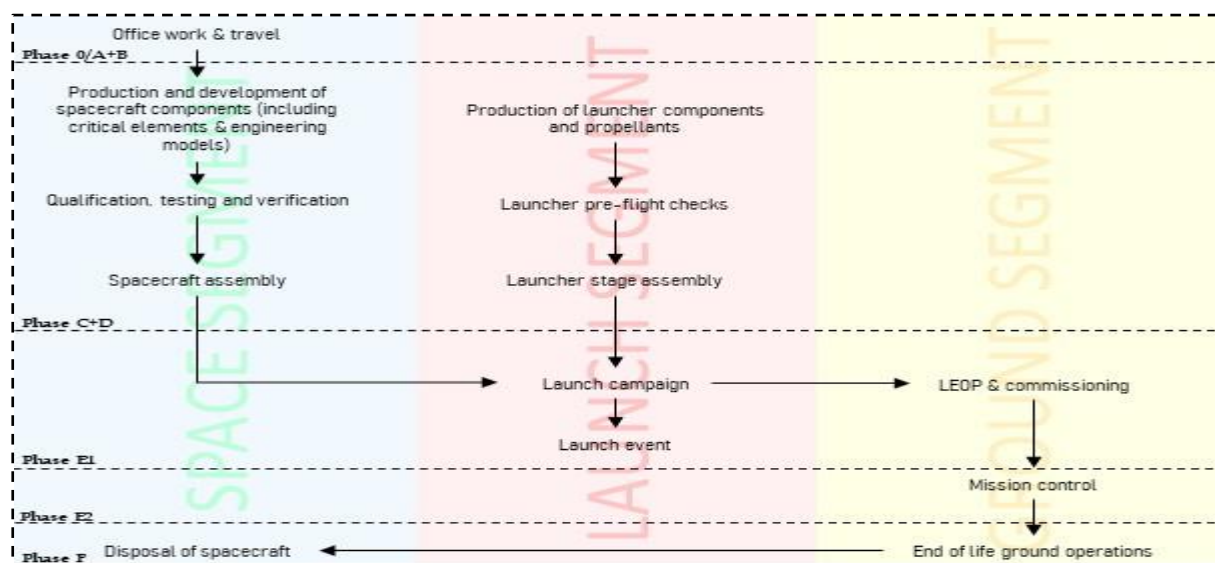 Office work & travel
Phase 0/A+B
Production and development of
spacecraft components (including
critical elements & engineering
models)
Production of launcher components
and propellants
Qualification, testing and verification
Launcher pre-flight checks
Spacecraft assembly
Launcher stage assembly
Phase C+D
Launch campaign
LEOP & commissioning
Launch event
Phase E1
Mission control
Phase E2
Disposal of spacecraft
End of life ground operations
Phase F
SPACE SEGMENT
LAUNCH SEGMENT
GROUND SEGMENT